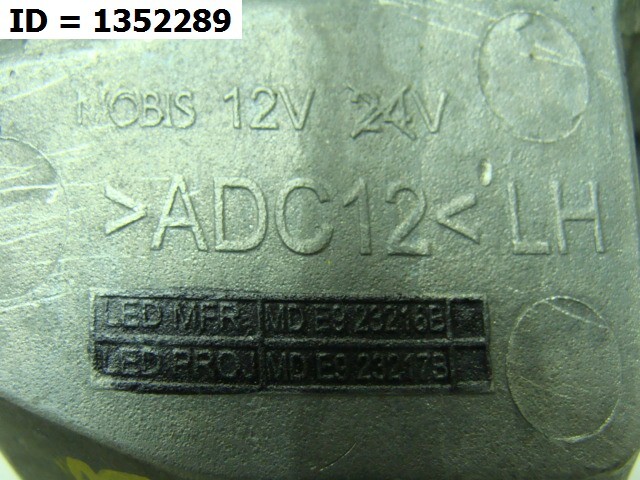 ID = 1352289
MOBIS 12V 24V
>ADC12< LH
LED MFR. MD E9 23216B
LED PROJ MD E9 23217B